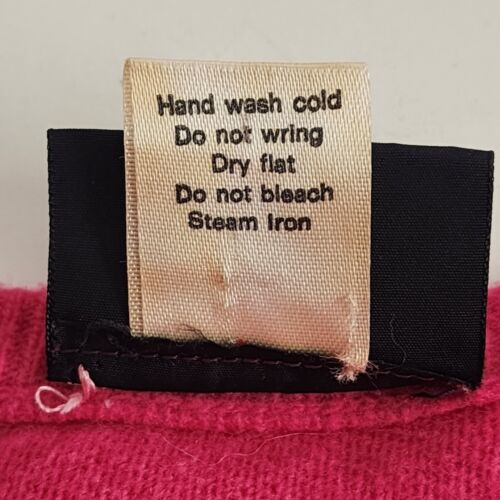 Hand wash cold
Do not wring
Dry flat
Do not bleach
Steam Iron